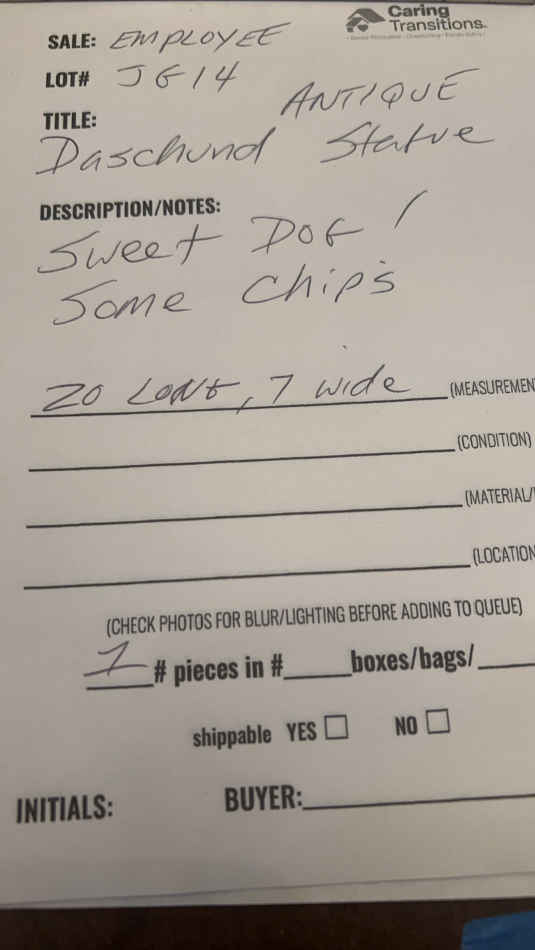 Caring
Transitions.
SALE: EMPLOYEE
LOT# JG14
TITLE: ANTIQUE
Daschund Statue
DESCRIPTION/NOTES:
Sweet DOG!
Some Chips
20 LONG, 7 wide (MEASUREMEN
(CONDITION)
(MATERIAL/
(LOCATION
(CHECK PHOTOS FOR BLUR/LIGHTING BEFORE ADDING TO QUEUE)
1 # pieces in #_____boxes/bags/_____
shippable YES ☐ NO ☐
INITIALS: BUYER: